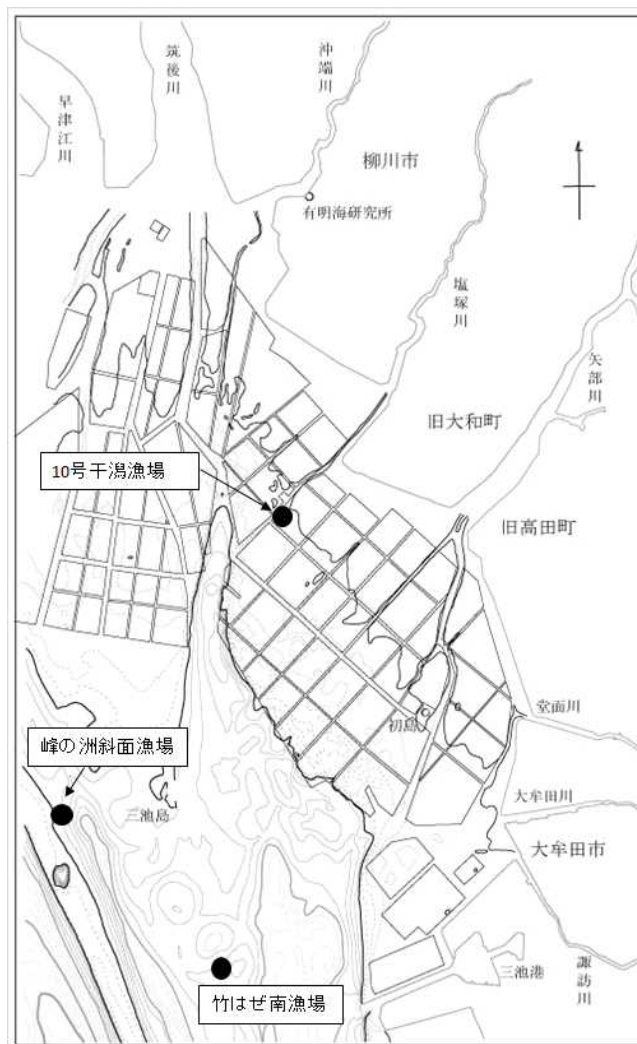 早津江川
筑後川
沖端川
柳川市
有明海研究所
塩塚川
矢部川
旧大和町
10号干潟漁場
旧高田町
初島
堂面川
峰の洲斜面漁場
三池島
大牟田川
大牟田市
竹はぜ南漁場
三池港
諏訪川